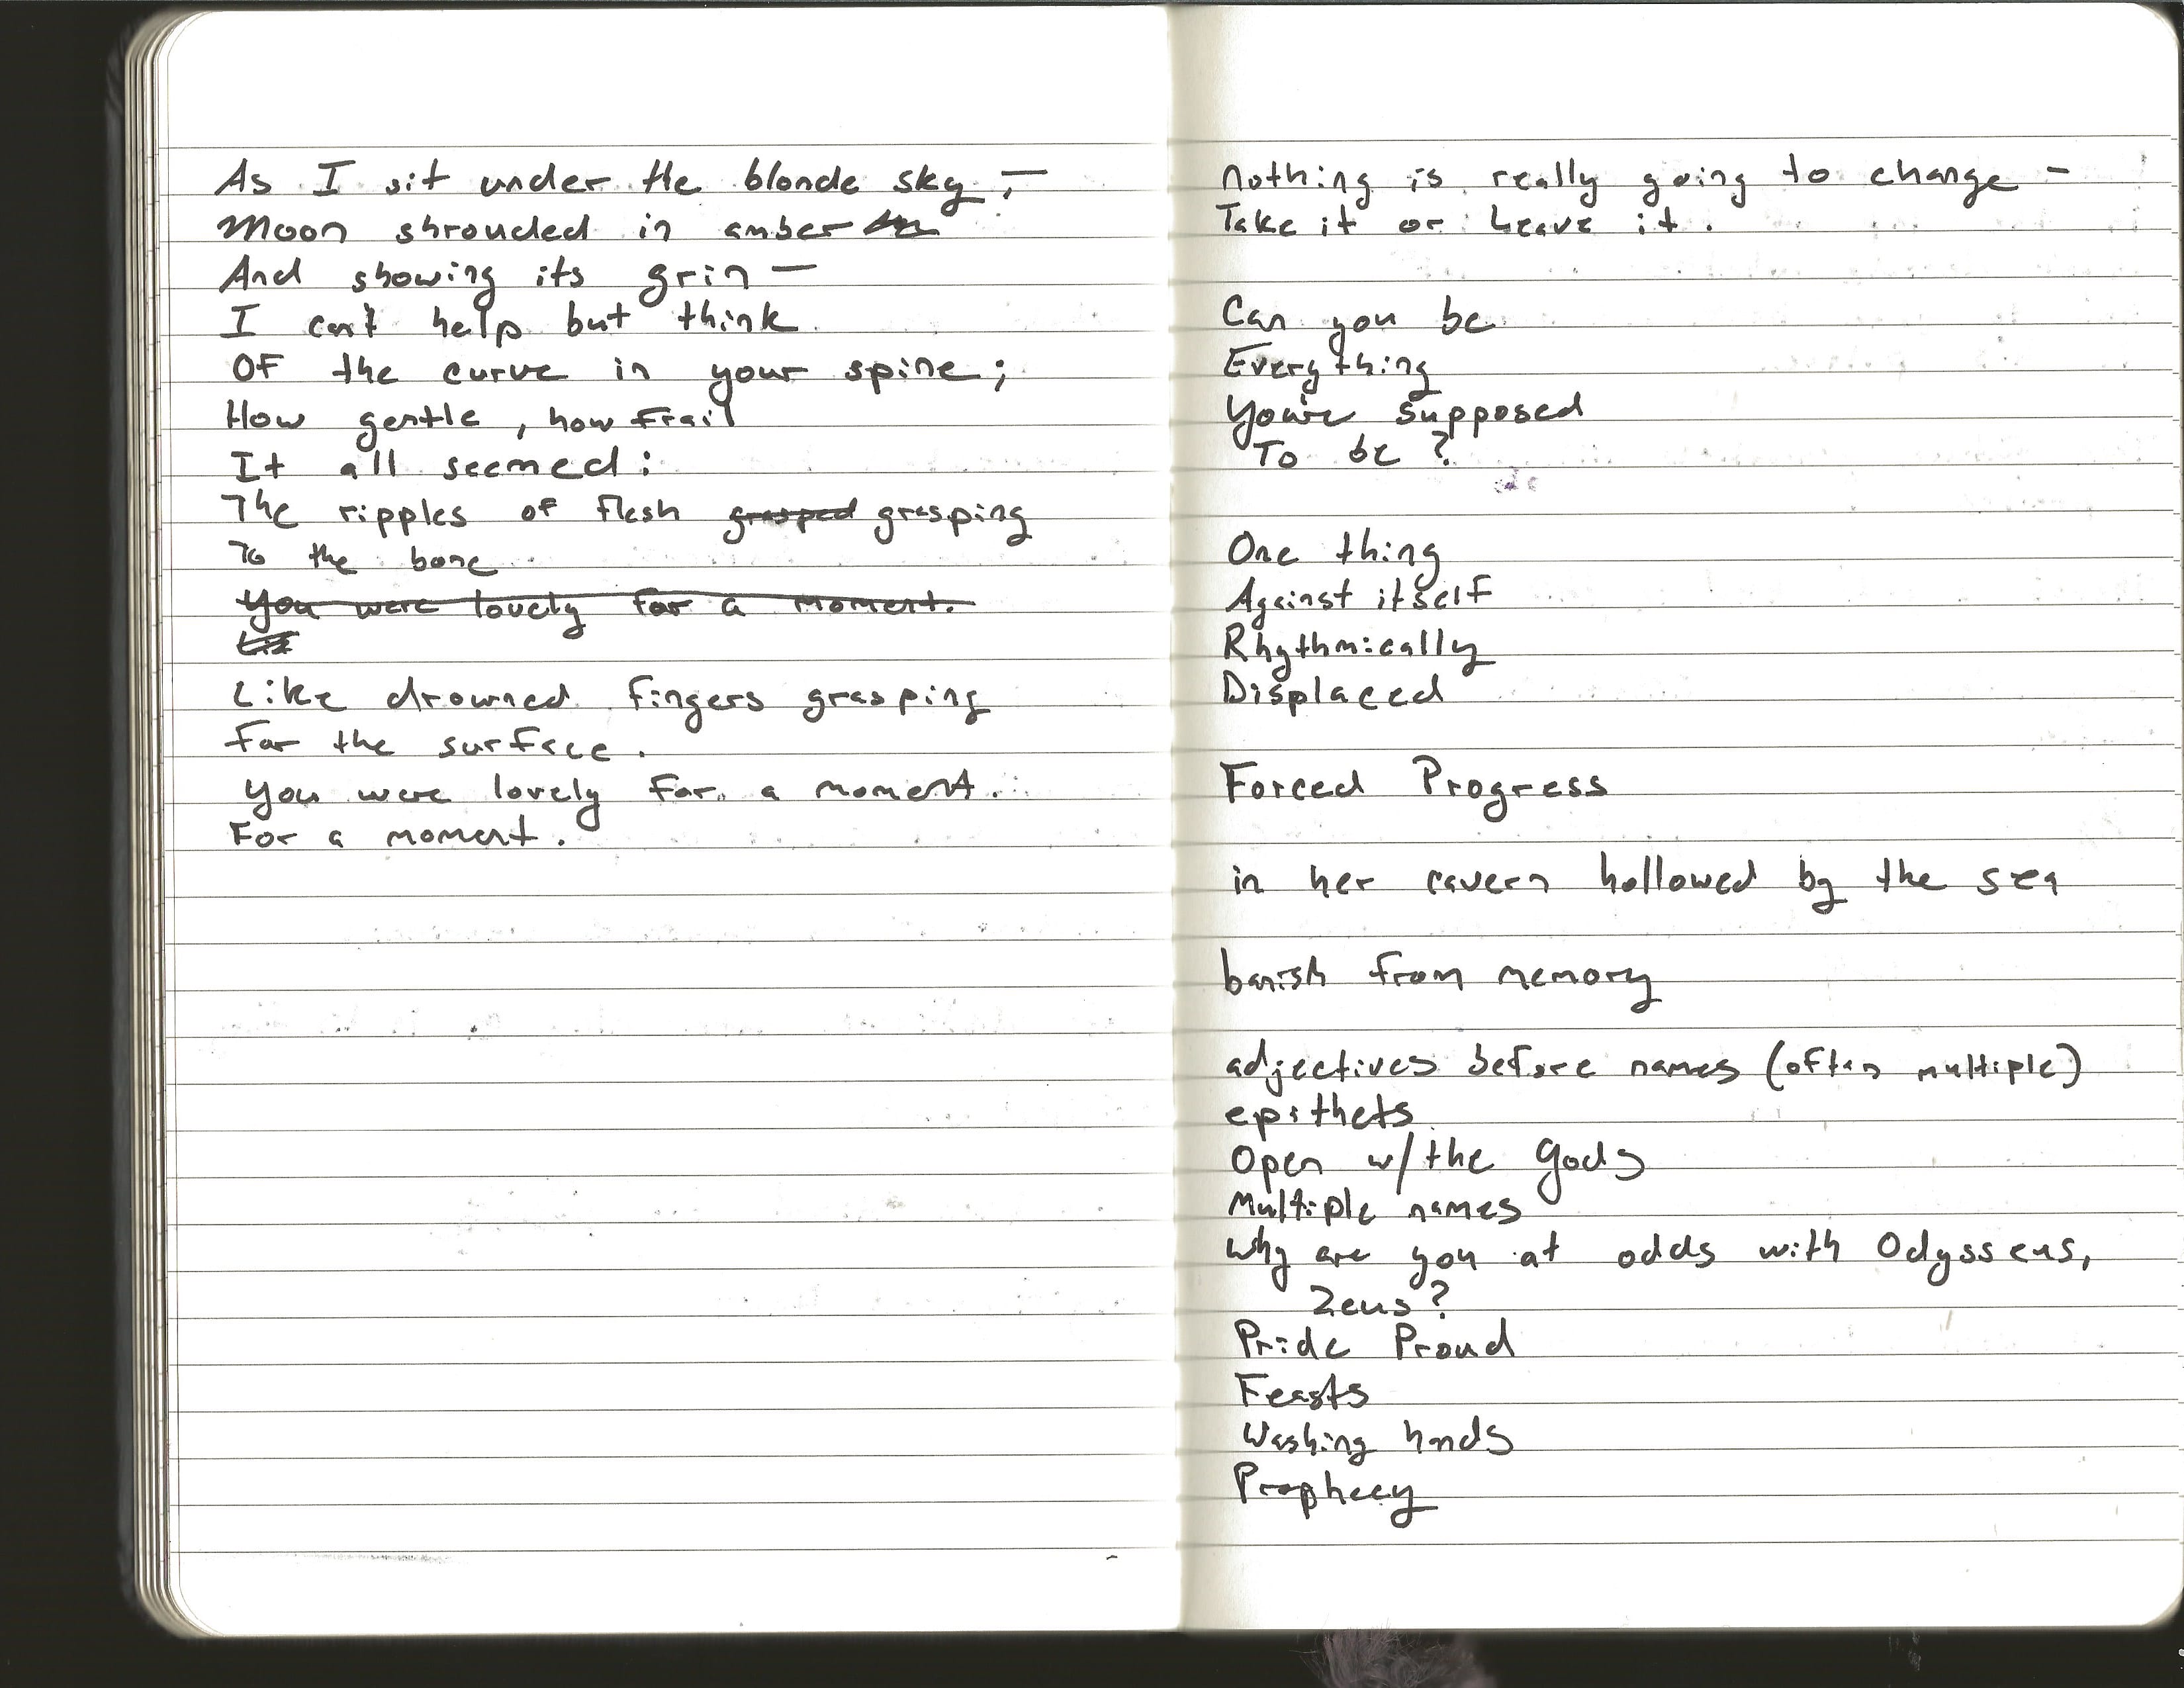 As I sit under the blonde sky, —
Moon shrouded in amber
And showing its grin —
I can't help but think
Of the curve in your spine;
How gentle, how frail
It all seemed:
The ripples of flesh grasped grasping
To the bone
You were lovely for a moment.
Like drowned fingers grasping
For the surface.
You were lovely for a moment.
For a moment.
Nothing is really going to change –
Take it or Leave it.
Can you be
Everything
You're supposed
To be?
One thing
Against itself
Rhythmically
Displaced
Forced Progress
in her cavern hollowed by the sea
banish from memory
adjectives before names (often multiple)
epithets
Open w/ the gods
Multiple names
Why are you at odds with Odysseus,
Zeus?
Pride Proud
Feasts
Washing hands
Prophecy